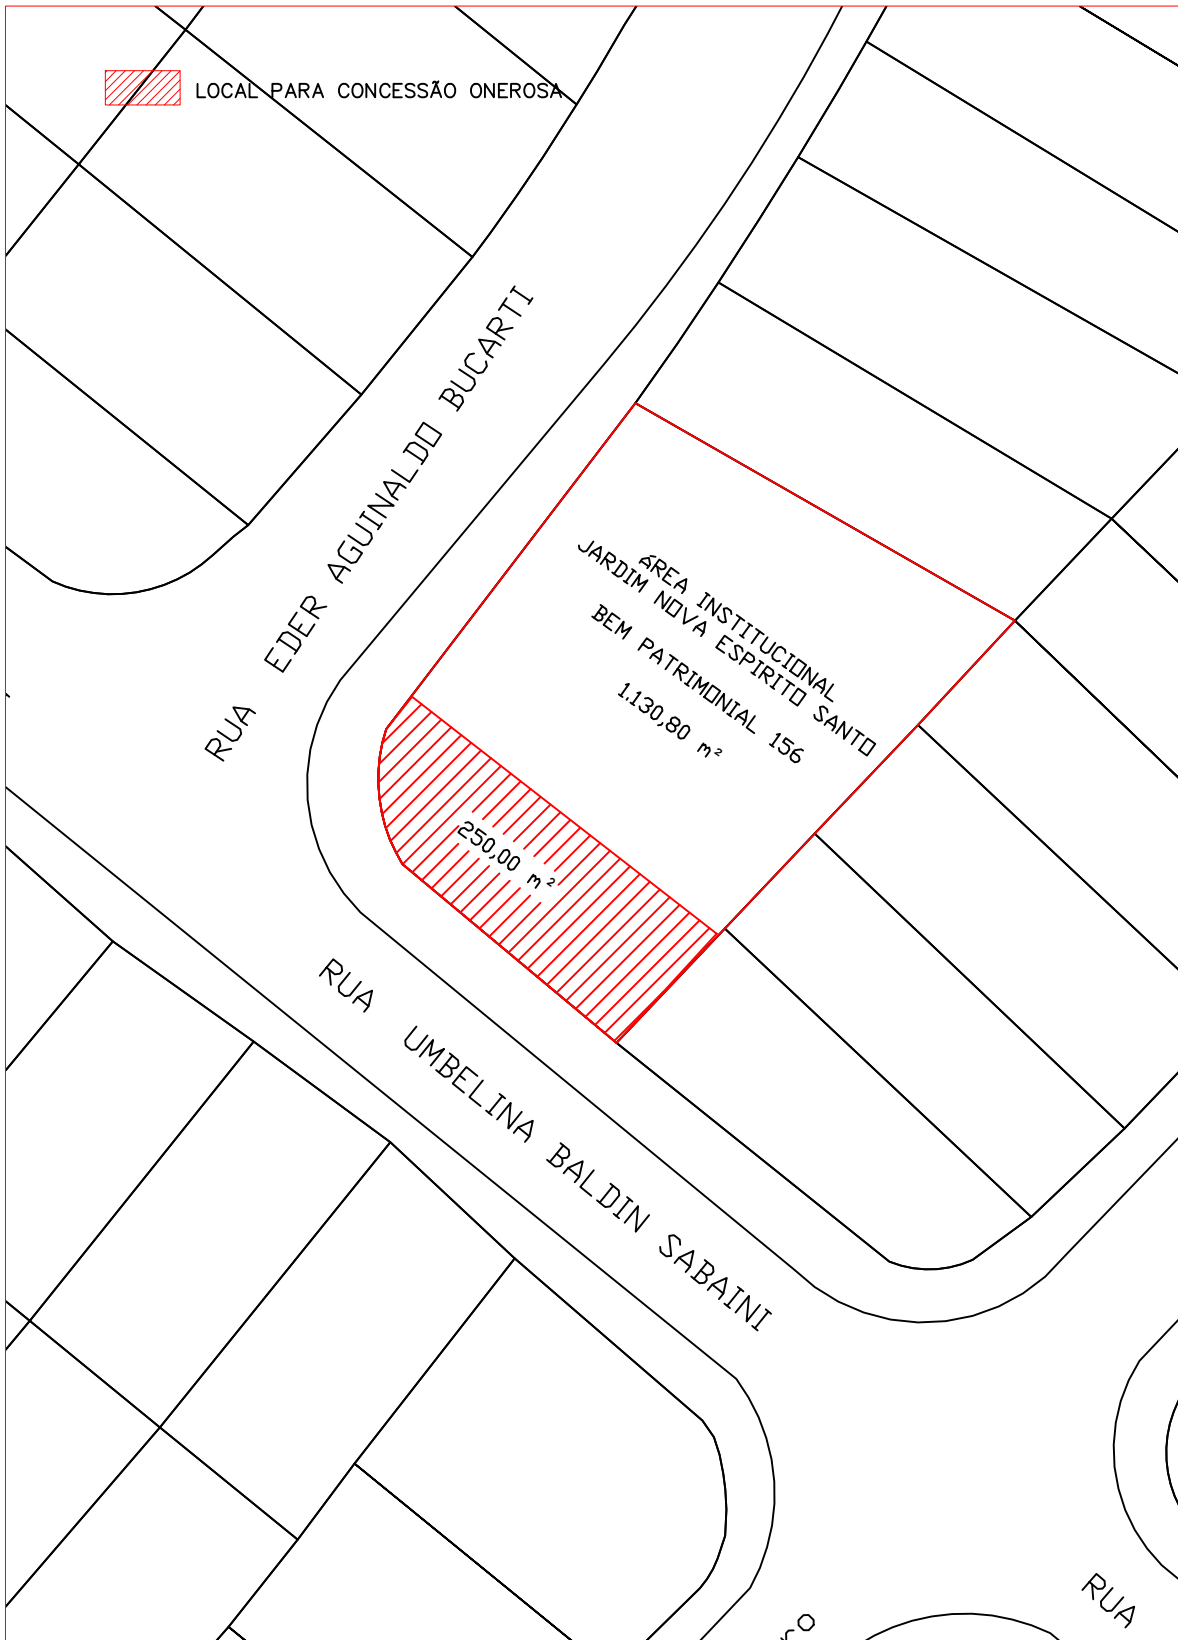 LOCAL PARA CONCESSÃO ONEROSA
RUA EDER AGUINALDO BUCARTI
ÁREA INSTITUCIONAL
JARDIM NOVA ESPIRITO SANTO
BEM PATRIMONIAL 156
1.130,80 m²
250,00 m²
RUA UMBELINA BALDIN SABAINI
RUA